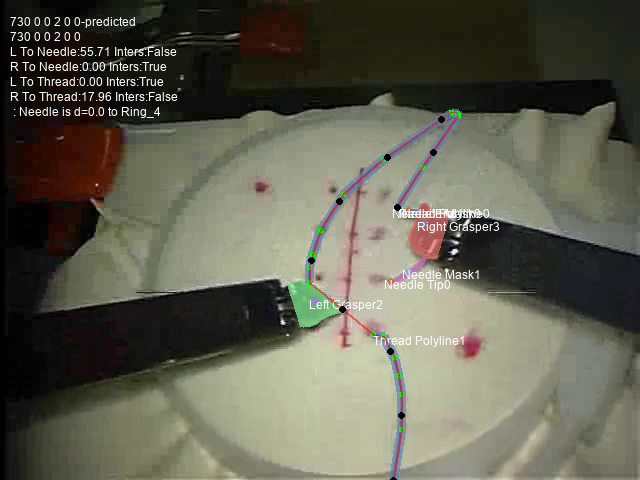 730 0 0 2 0 0-predicted
730 0 0 2 0 0
L To Needle:55.71 Inters:False
R To Needle:0.00 Inters:True
L To Thread:0.00 Inters:True
R To Thread:17.96 Inters:False
: Needle is d=0.0 to Ring_4
Right Grasper3
Needle Mask1
Needle Tip0
Left Grasper2
Thread Polyline1